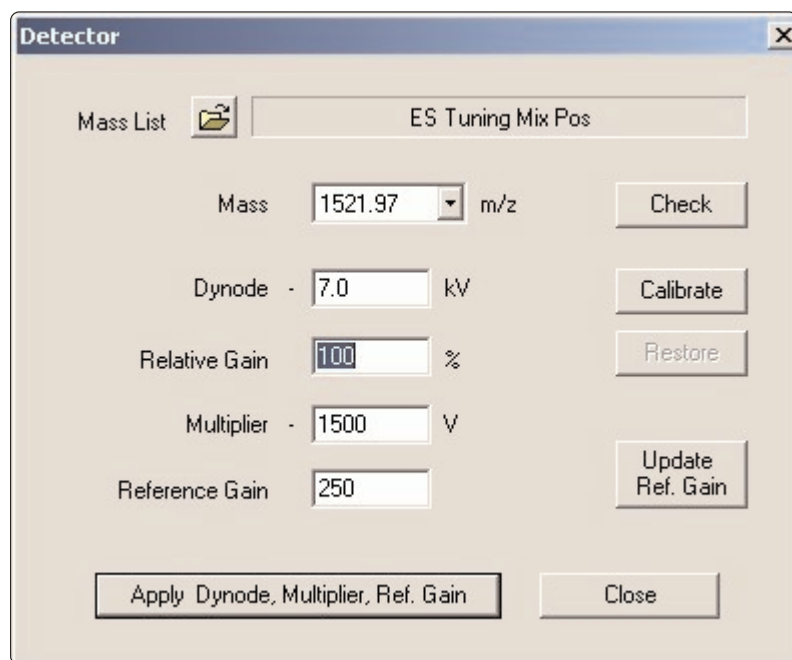 Detector
Mass List ES Tuning Mix Pos
Mass 1521.97 m/z Check
Dynode - 7.0 kV Calibrate
Relative Gain 100 % Restore
Multiplier - 1500 V
Reference Gain 250 Update
Ref. Gain
Apply Dynode, Multiplier, Ref. Gain Close